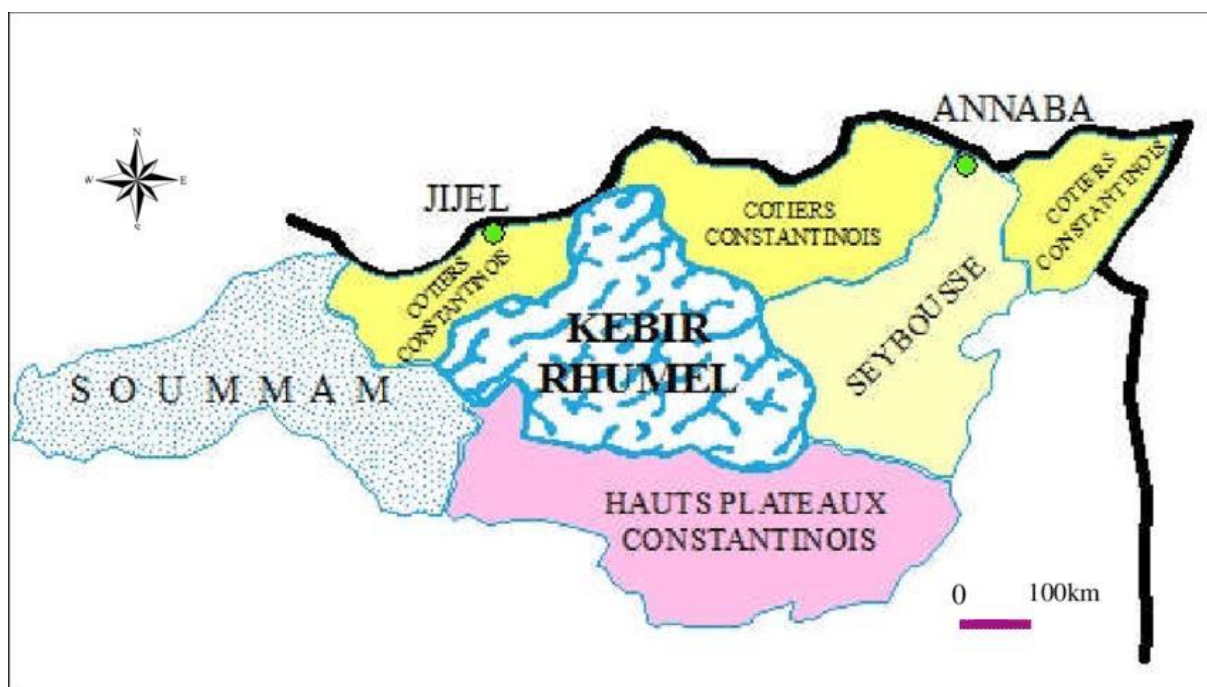 ANNABA
N
W
E
S
JIJEL
COTIERS
CONSTANTINOIS
COTIERS
CONSTANTINOIS
COTIERS
CONSTANTINOIS
KEBIR
RHUMEL
SEYBOUSSE
SOUMMAM
HAUTS PLATEAUX
CONSTANTINOIS
0 100km